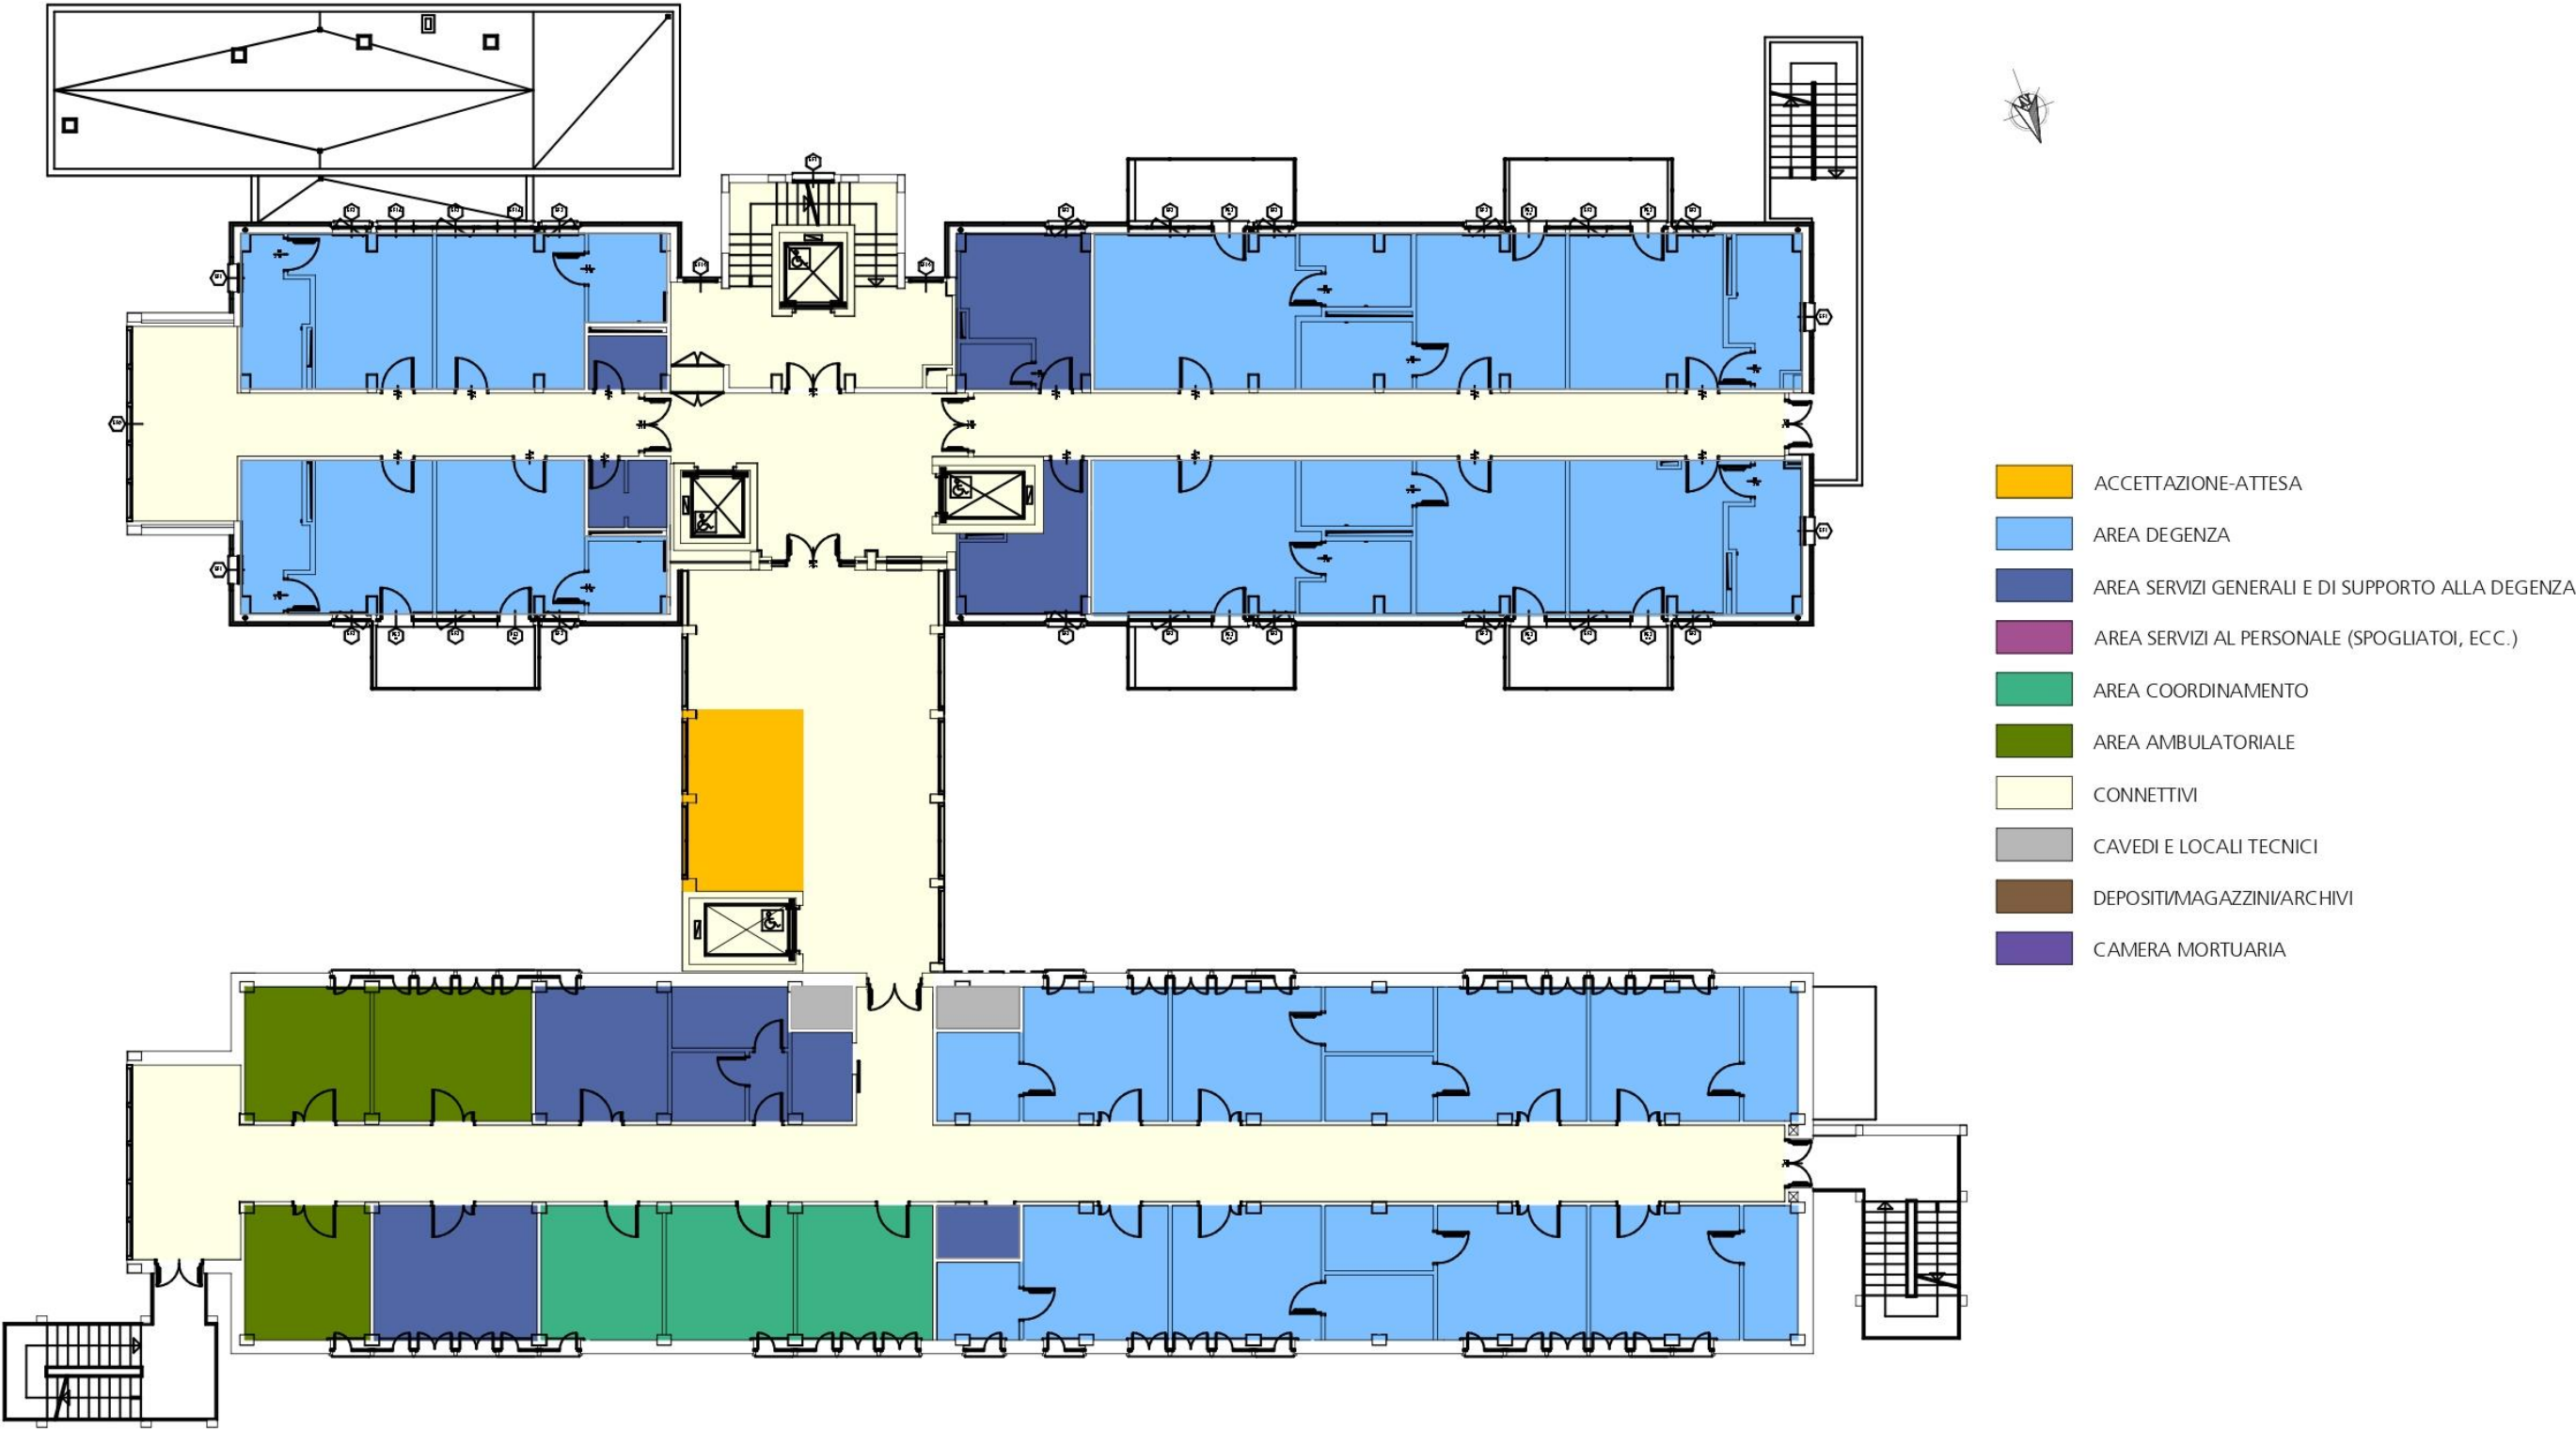 ACCETTAZIONE-ATTESA
AREA DEGENZA
AREA SERVIZI GENERALI E DI SUPPORTO ALLA DEGENZA
AREA SERVIZI AL PERSONALE (SPOGLIATOI, ECC.)
AREA COORDINAMENTO
AREA AMBULATORIALE
CONNETTIVI
CAVEDI E LOCALI TECNICI
DEPOSITI/MAGAZZINI/ARCHIVI
CAMERA MORTUARIA